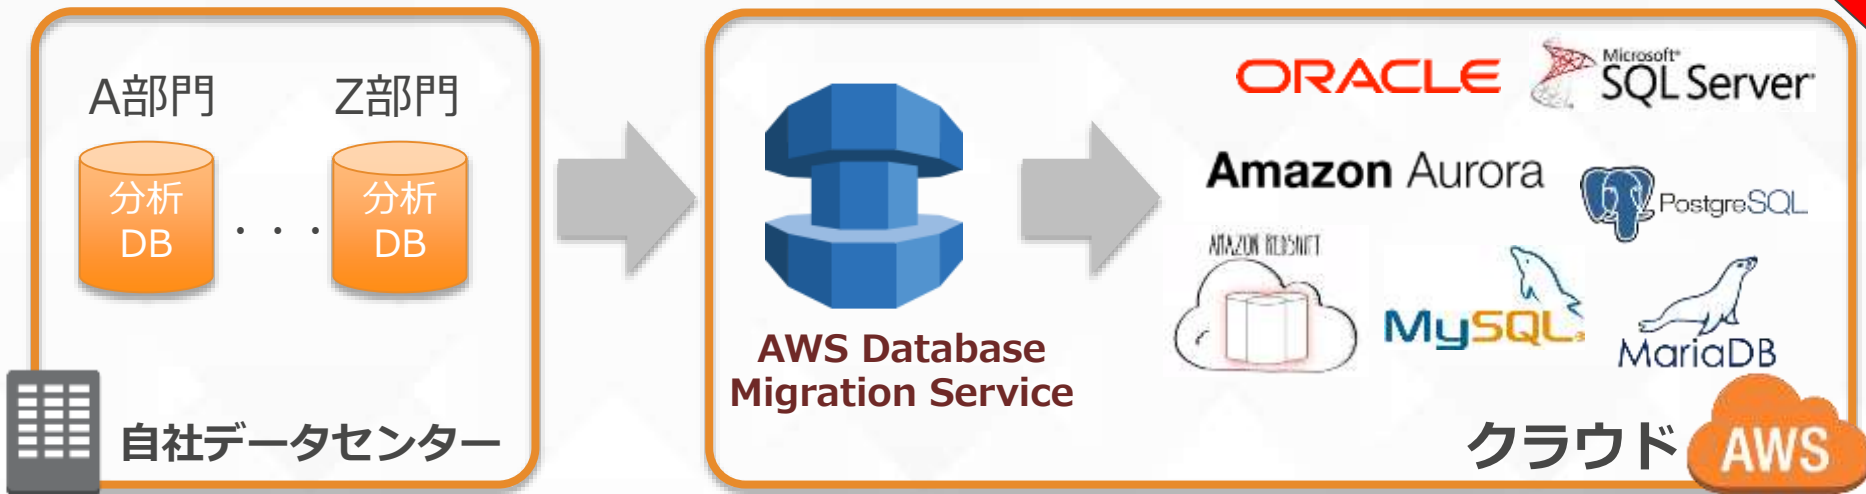 A部門
Z部門
分析
DB
・・・
分析
DB
自社データセンター
AWS Database
Migration Service
ORACLE
Microsoft
SQL Server
Amazon Aurora
PostgreSQL
AMAZON REDSHIFT
MySQL
MariaDB
クラウド
AWS